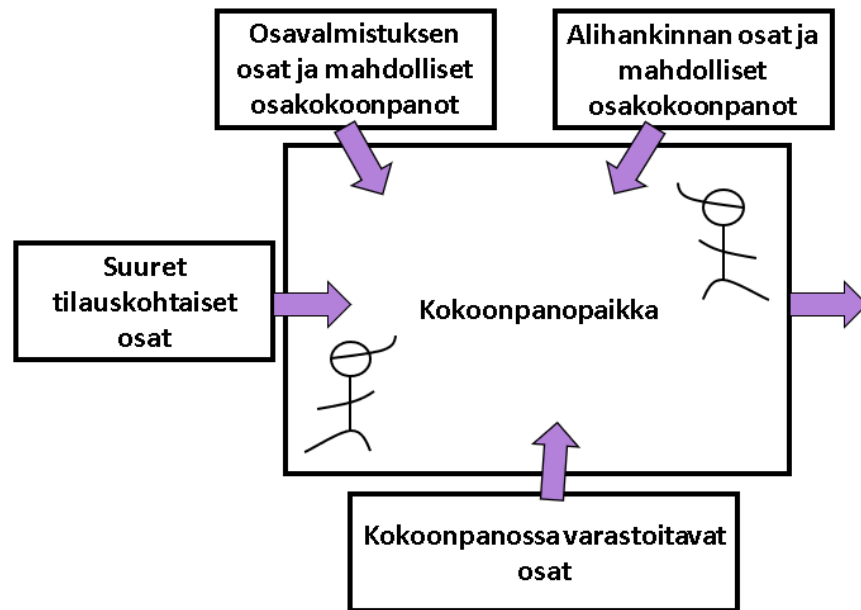 Osavalmistuksen
osat ja mahdolliset
osakokoonpanot
Alihankinnan osat ja
mahdolliset
osakokoonpanot
Suuret
tilauskohtaiset
osat
Kokoonpanopaikka
Kokoonpanossa varastoitavat
osat